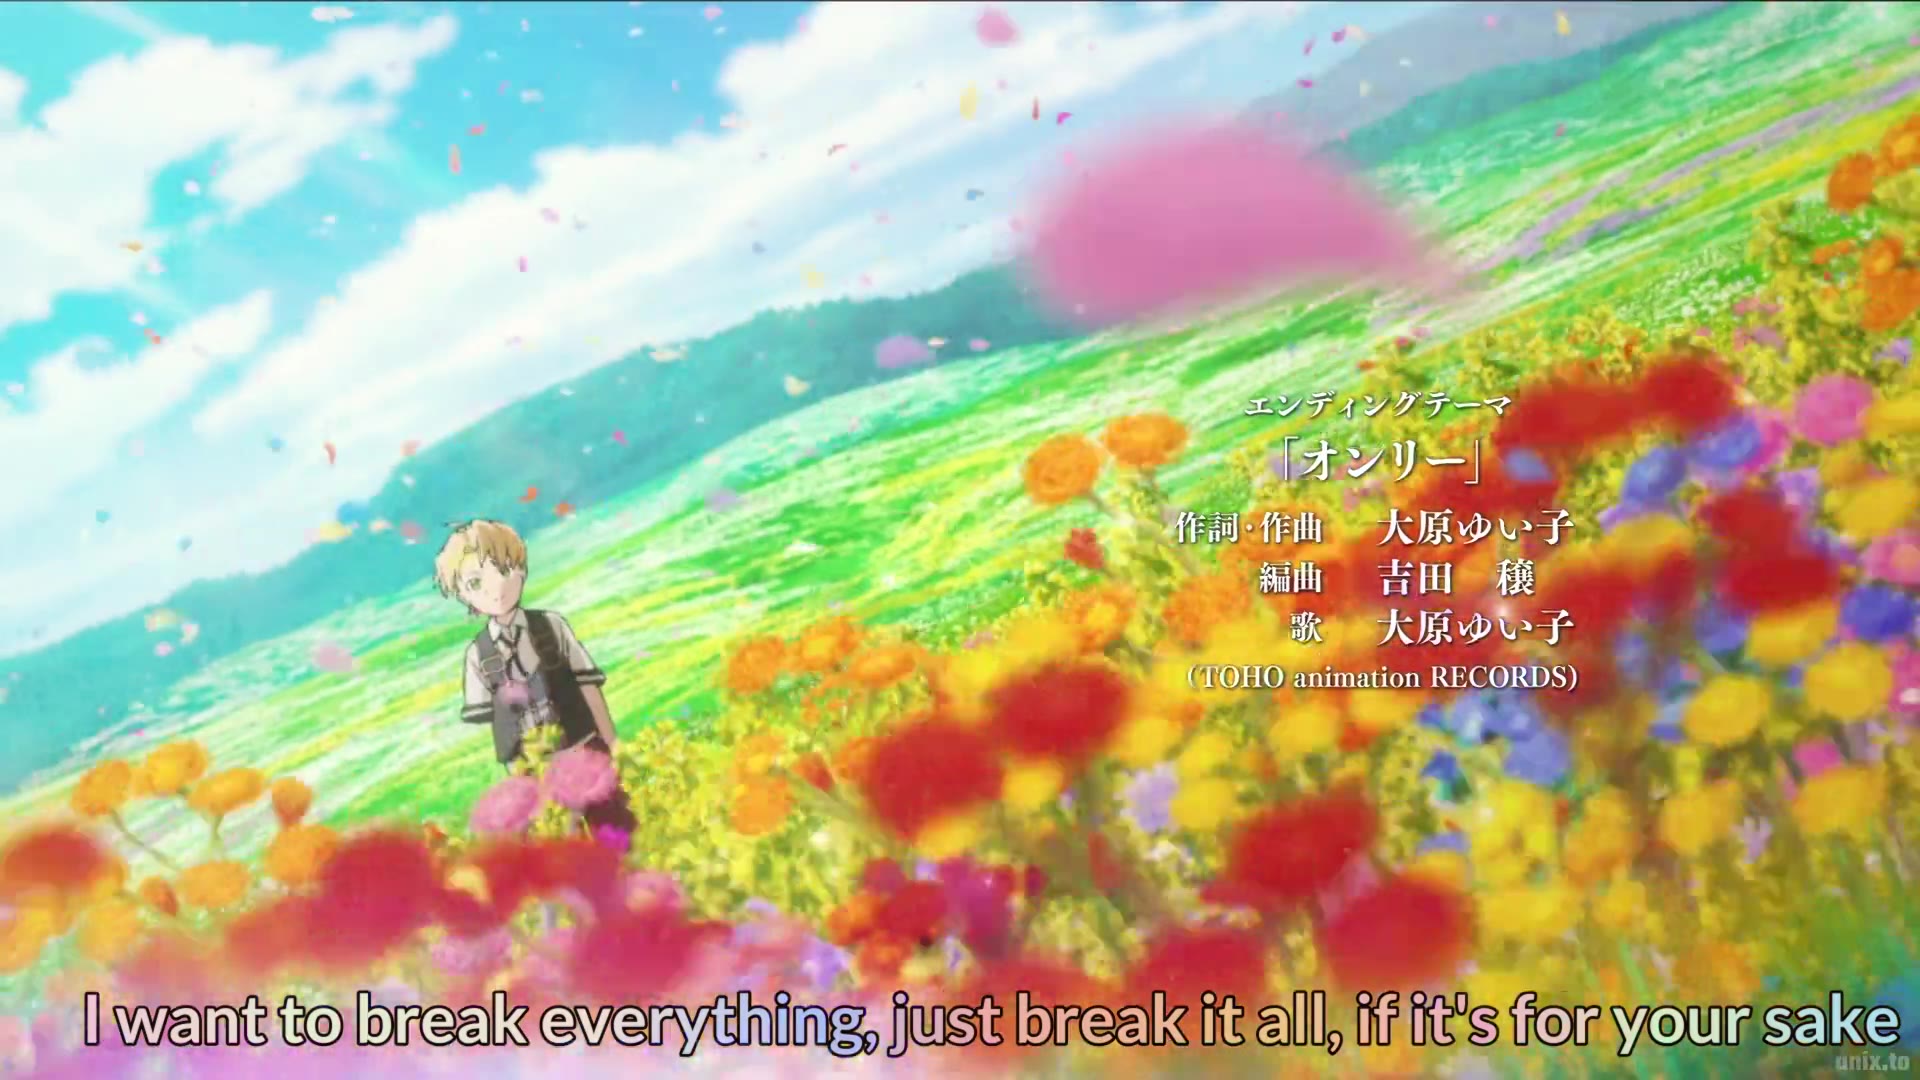 エンディングテーマ
「オンリー」
作詞・作曲　大原ゆい子
編曲　吉田　穣
歌　大原ゆい子
(TOHO animation RECORDS)
I want to break everything, just break it all, if it's for your sake
unix.to